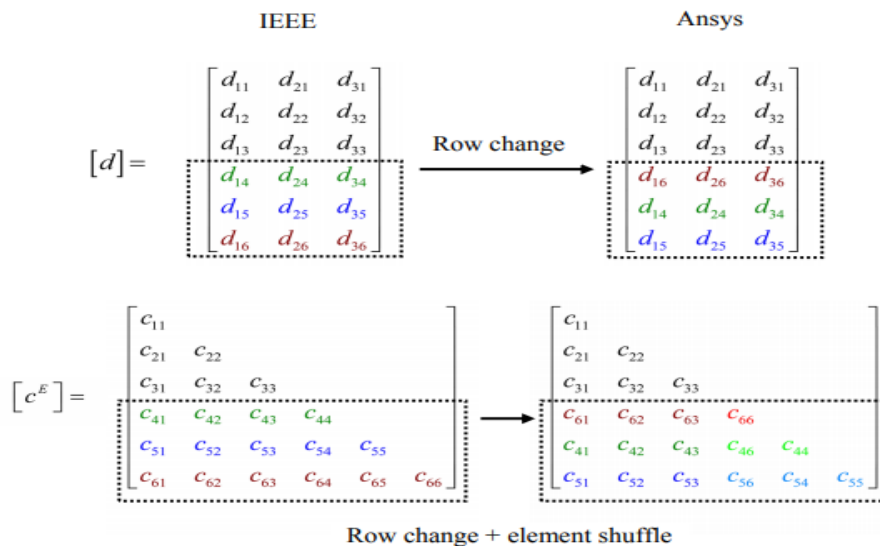 IEEE Ansys
d₁₁ d₂₁ d₃₁ d₁₁ d₂₁ d₃₁
d₁₂ d₂₂ d₃₂ d₁₂ d₂₂ d₃₂
d₁₃ d₂₃ d₃₃ Row change d₁₃ d₂₃ d₃₃
[d]= d₁₄ d₂₄ d₃₄ d₁₆ d₂₆ d₃₆
d₁₅ d₂₅ d₃₅ d₁₄ d₂₄ d₃₄
d₁₆ d₂₆ d₃₆ d₁₅ d₂₅ d₃₅
c₁₁ c₁₁
c₂₁ c₂₂ c₂₁ c₂₂
c₃₁ c₃₂ c₃₃ c₃₁ c₃₂ c₃₃
[cᴱ]= c₄₁ c₄₂ c₄₃ c₄₄ c₆₁ c₆₂ c₆₃ c₆₆
c₅₁ c₅₂ c₅₃ c₅₄ c₅₅ c₄₁ c₄₂ c₄₃ c₄₆ c₄₄
c₆₁ c₆₂ c₆₃ c₆₄ c₆₅ c₆₆ c₅₁ c₅₂ c₅₃ c₅₆ c₅₄ c₅₅
Row change + element shuffle